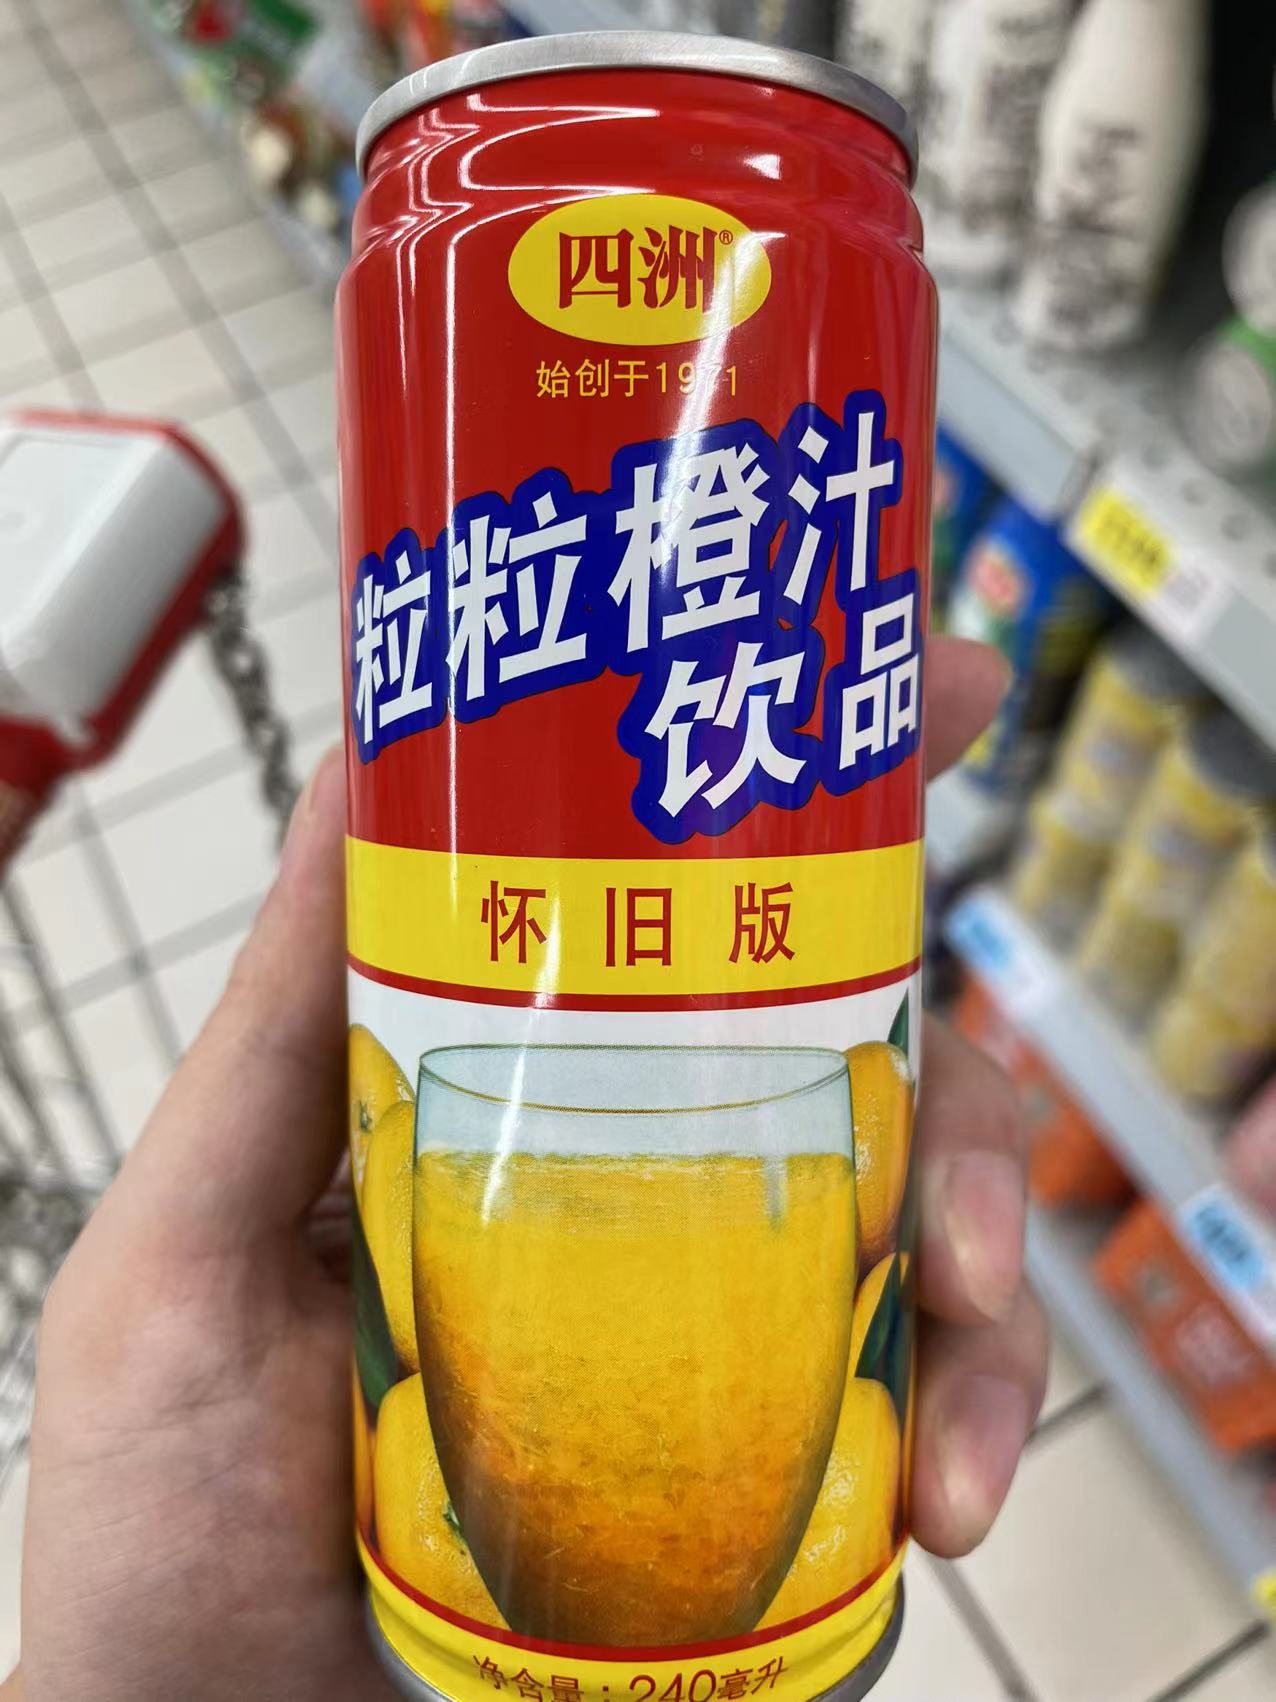 四洲®
始创于1971
粒粒橙汁
饮品
怀旧版
净含量：240毫升